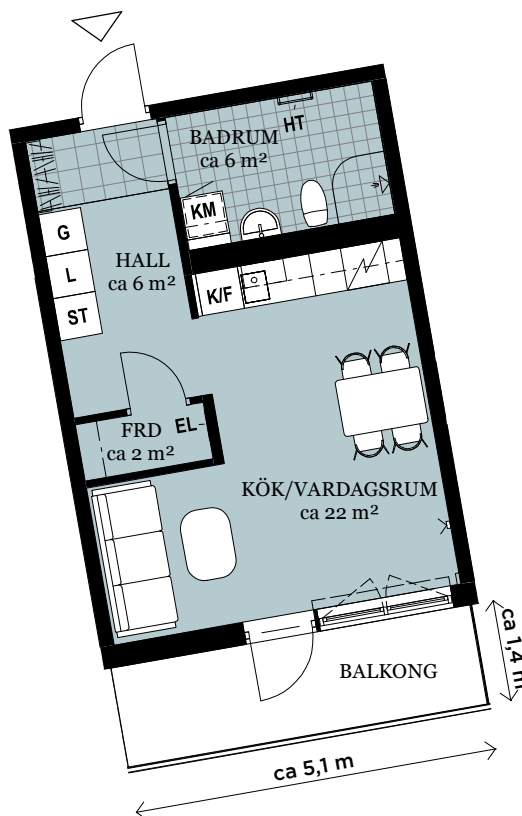 BADRUM
ca 6 m²
HT
KM
G
L
ST
HALL
ca 6 m²
K/F
FRD
ca 2 m²
EL
KÖK/VARDAGSRUM
ca 22 m²
BALKONG
ca 1,4 m
ca 5,1 m